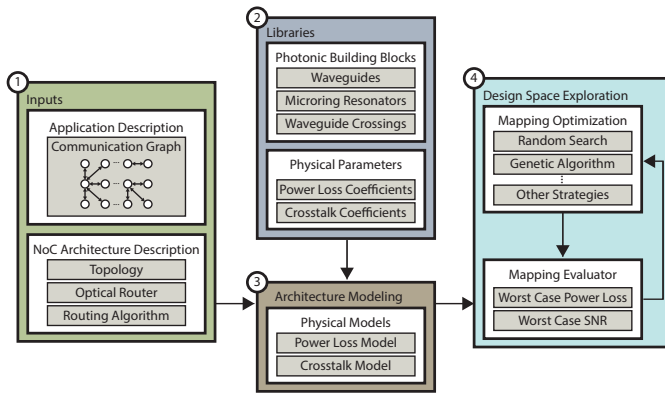 1
Inputs
Application Description
Communication Graph
...
...
...
NoC Architecture Description
Topology
Optical Router
Routing Algorithm
2
Libraries
Photonic Building Blocks
Waveguides
Microring Resonators
Waveguide Crossings
Physical Parameters
Power Loss Coefficients
Crosstalk Coefficients
3
Architecture Modeling
Physical Models
Power Loss Model
Crosstalk Model
4
Design Space Exploration
Mapping Optimization
Random Search
Genetic Algorithm
Other Strategies
Mapping Evaluator
Worst Case Power Loss
Worst Case SNR